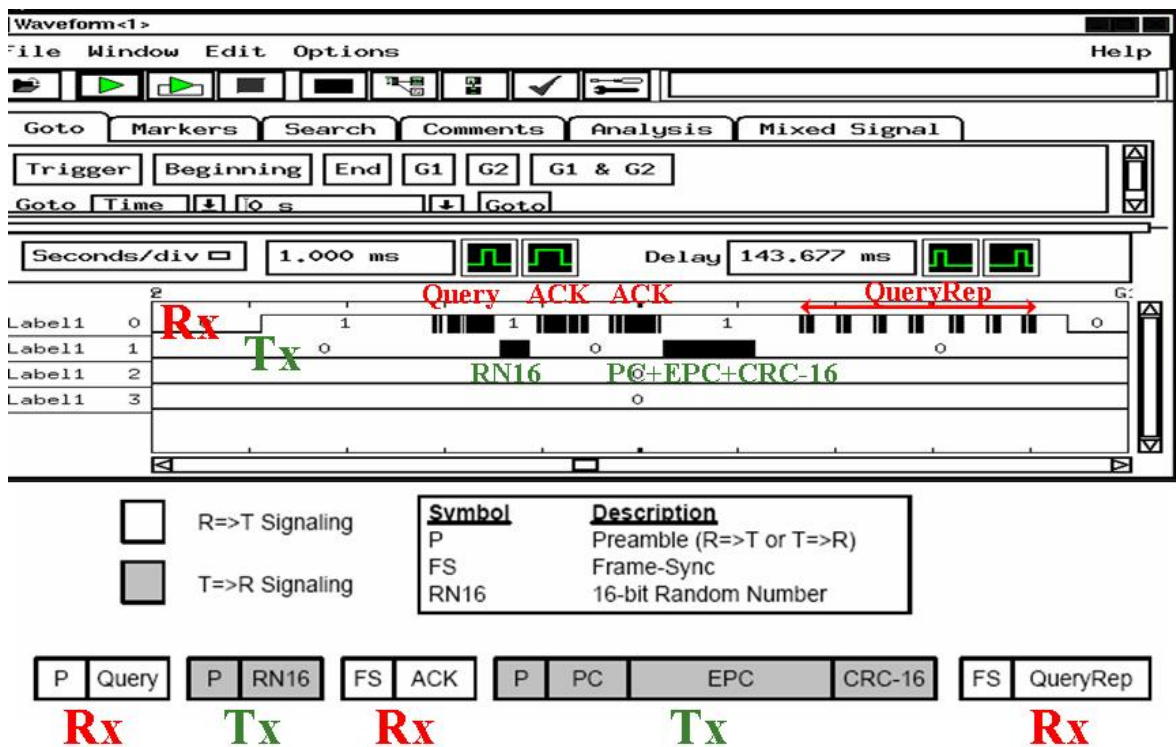 Waveform<1>
File Window Edit Options Help
Goto Markers Search Comments Analysis Mixed Signal
Trigger Beginning End G1 G2 G1 & G2
Goto Time 0 s Goto
Seconds/div 1.000 ms Delay 143.677 ms
Query ACK ACK QueryRep
Label1 0 Rx 1 1 1 0
Label1 1 Tx 0 0 0
Label1 2 RN16 PC+EPC+CRC-16
Label1 3 0
R=>T Signaling
T=>R Signaling
Symbol Description
P Preamble (R=>T or T=>R)
FS Frame-Sync
RN16 16-bit Random Number
P Query P RN16 FS ACK P PC EPC CRC-16 FS QueryRep
Rx Tx Rx Tx Rx